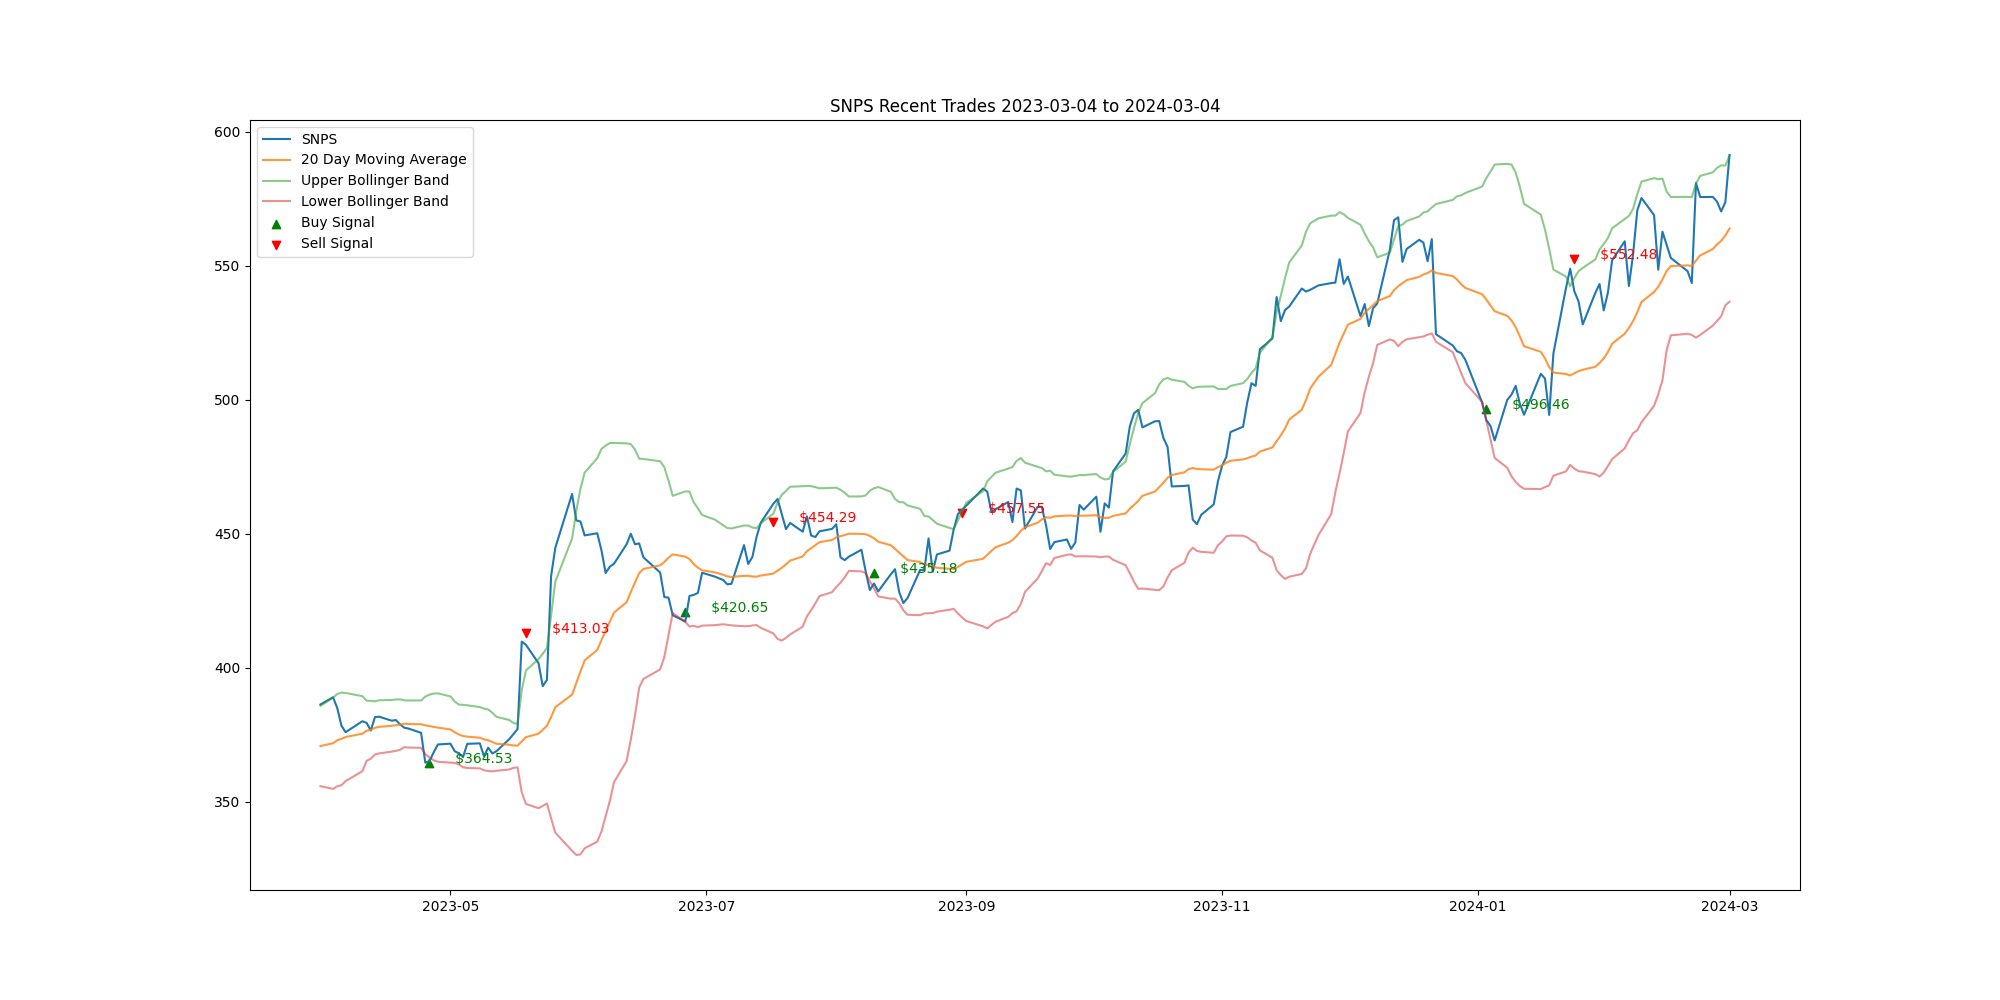 SNPS Recent Trades 2023-03-04 to 2024-03-04
600
550
500
450
400
350
SNPS
20 Day Moving Average
Upper Bollinger Band
Lower Bollinger Band
Buy Signal
Sell Signal
$552.48
$496.46
$454.29
$457.55
$435.18
$420.65
$413.03
$364.53
2023-05
2023-07
2023-09
2023-11
2024-01
2024-03